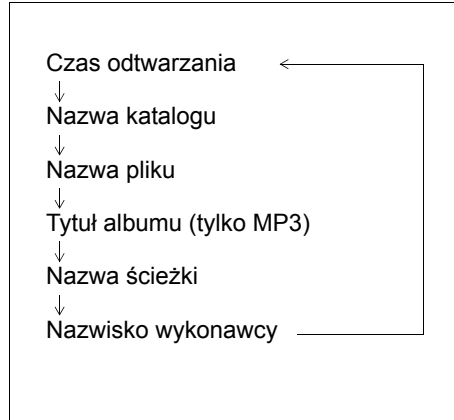 Czas odtwarzania
Nazwa katalogu
Nazwa pliku
Tytuł albumu (tylko MP3)
Nazwa ścieżki
Nazwisko wykonawcy